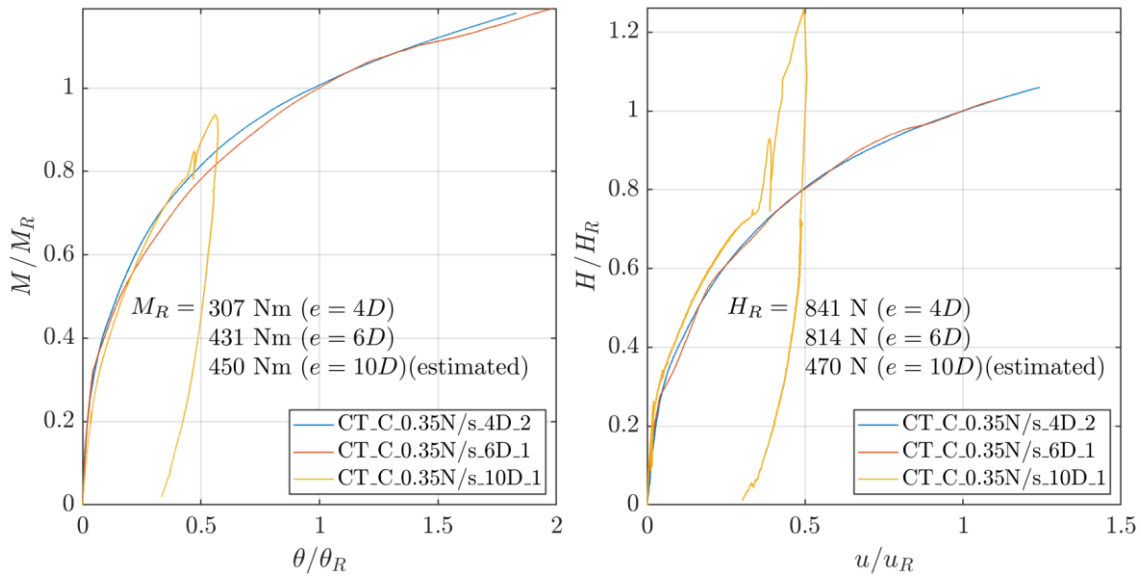 1
0.8
0.6
0.4
0.2
0
M/M_R
0
0.5
1
1.5
2
θ/θ_R
M_R = 307 Nm (e = 4D)
431 Nm (e = 6D)
450 Nm (e = 10D)(estimated)
CT_C_0.35N/s_4D_2
CT_C_0.35N/s_6D_1
CT_C_0.35N/s_10D_1
1.2
1
0.8
0.6
0.4
0.2
0
H/H_R
0
0.5
1
1.5
u/u_R
H_R = 841 N (e = 4D)
814 N (e = 6D)
470 N (e = 10D)(estimated)
CT_C_0.35N/s_4D_2
CT_C_0.35N/s_6D_1
CT_C_0.35N/s_10D_1